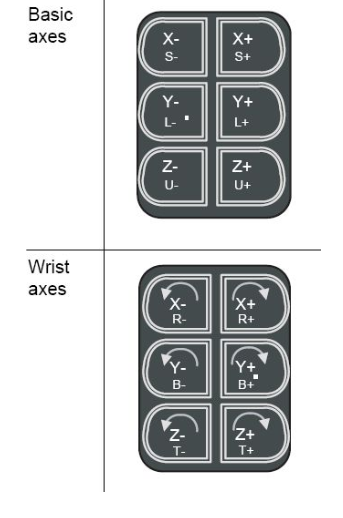 Basic
axes
X- X+
S- S+
Y- Y+
L- L+
Z- Z+
U- U+
Wrist
axes
X- X+
R- R+
Y- Y+
B- B+
Z- Z+
T- T+